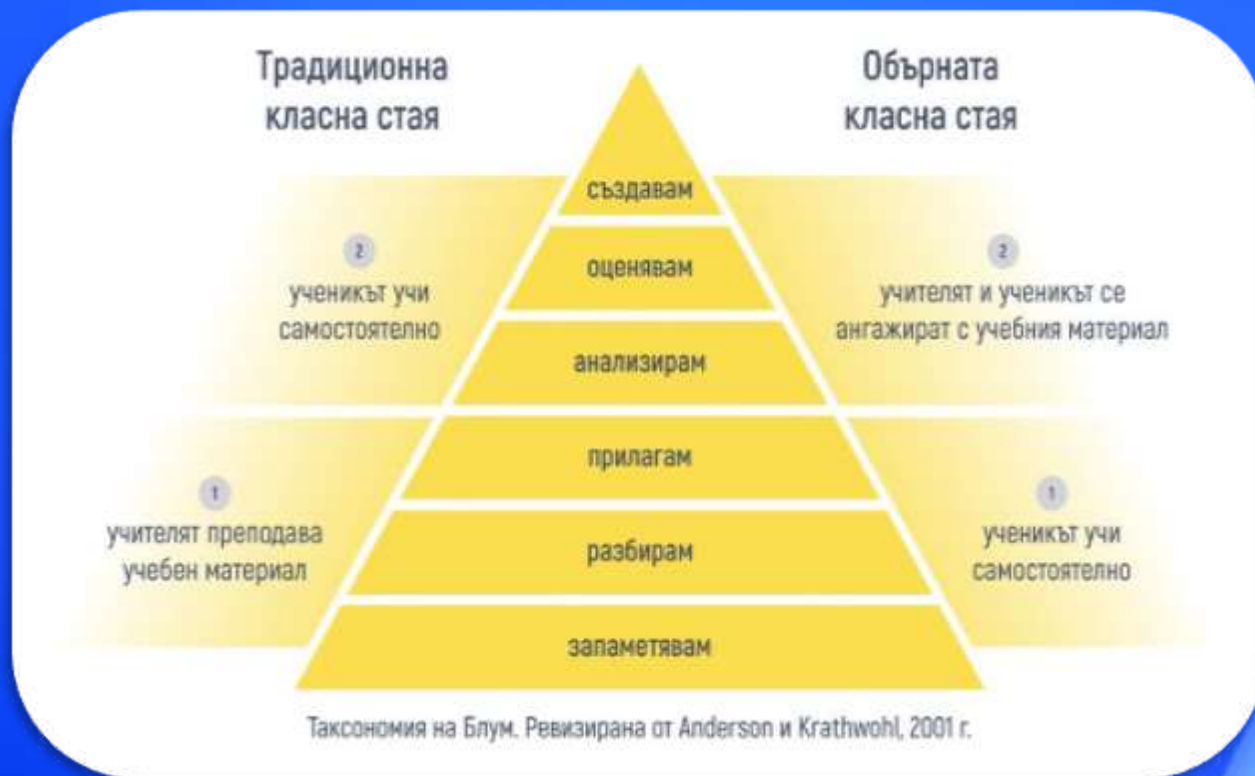 Традиционна
класна стая
Обърната
класна стая
създавам
оценявам
анализирам
прилагам
разбирам
запаметявам
2
ученикът учи
самостоятелно
1
учителят преподава
учебен материал
2
учителят и ученикът се
ангажират с учебния материал
1
ученикът учи
самостоятелно
Таксономия на Блум. Ревизирана от Anderson и Krathwohl, 2001 г.